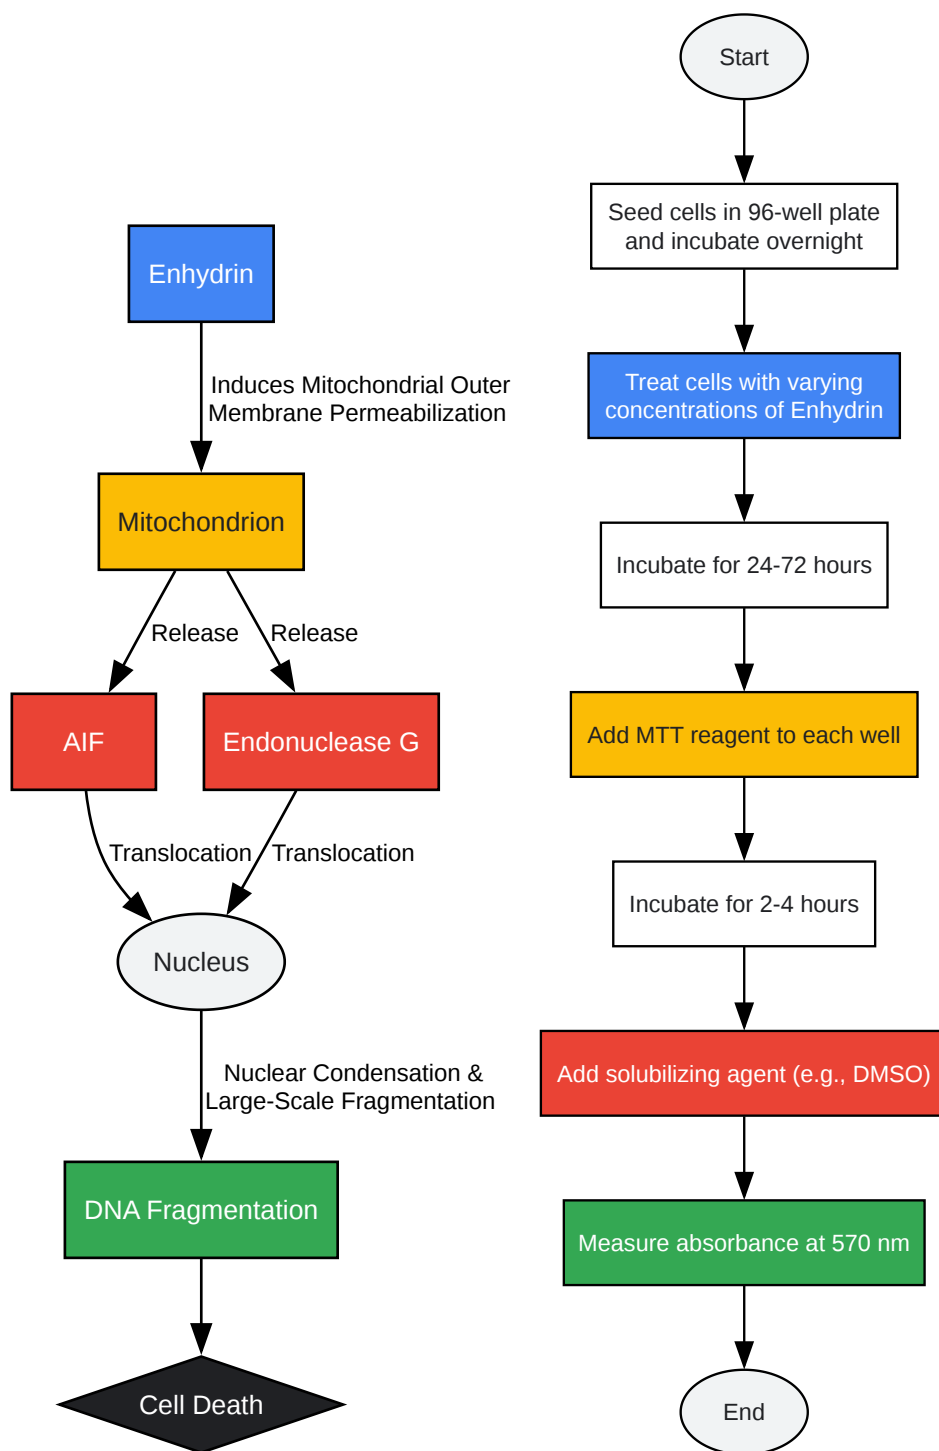 Enhydrin
Induces Mitochondrial Outer
Membrane Permeabilization
Mitochondrion
Release
Release
AIF
Endonuclease G
Translocation
Translocation
Nucleus
Nuclear Condensation &
Large-Scale Fragmentation
DNA Fragmentation
Cell Death
Start
Seed cells in 96-well plate
and incubate overnight
Treat cells with varying
concentrations of Enhydrin
Incubate for 24-72 hours
Add MTT reagent to each well
Incubate for 2-4 hours
Add solubilizing agent (e.g., DMSO)
Measure absorbance at 570 nm
End